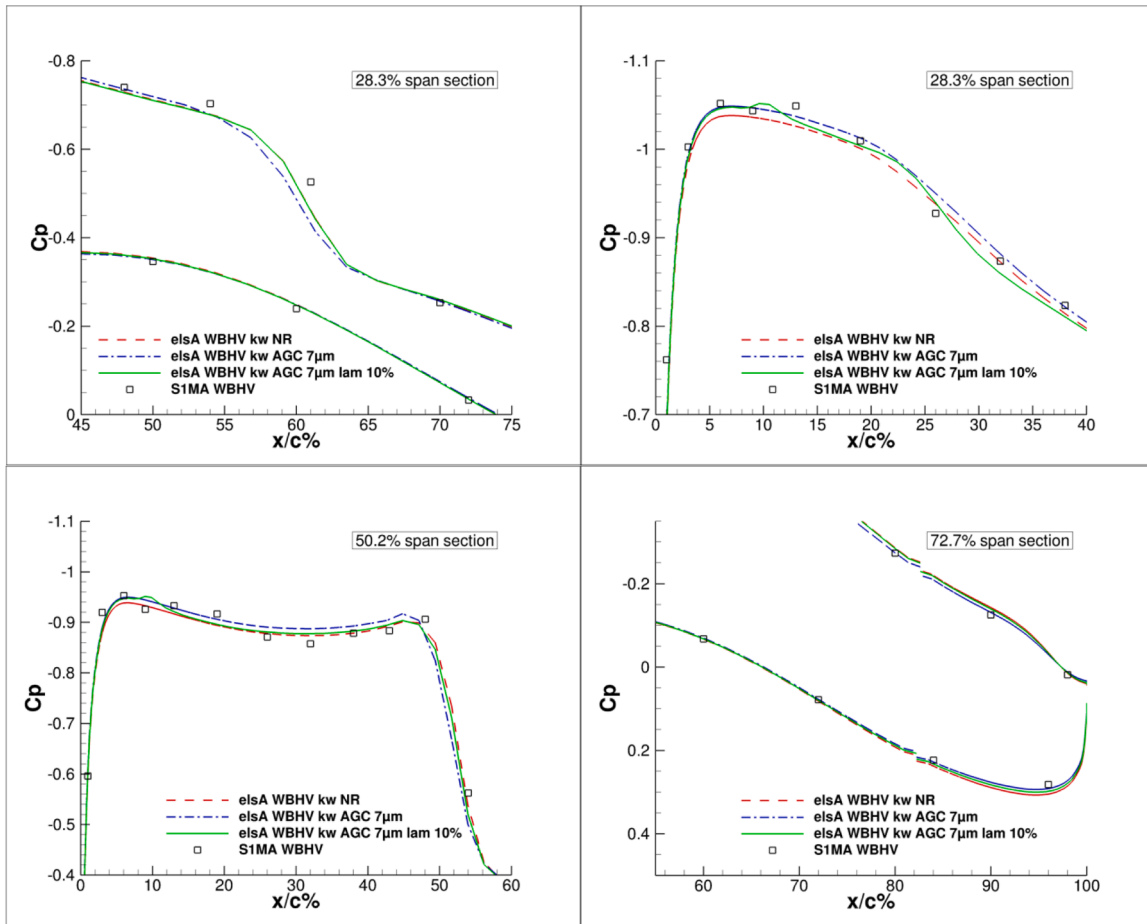 -0.8
28.3% span section
-0.6
Cp
-0.4
-0.2
elsA WBHV kw NR
elsA WBHV kw AGC 7µm
elsA WBHV kw AGC 7µm lam 10%
S1MA WBHV
0
45 50 55 60 65 70 75
x/c%
-1.1
28.3% span section
-1
Cp
-0.9
-0.8
elsA WBHV kw NR
elsA WBHV kw AGC 7µm
elsA WBHV kw AGC 7µm lam 10%
S1MA WBHV
-0.7
0 5 10 15 20 25 30 35 40
x/c%
-1.1
50.2% span section
-1
-0.9
-0.8
Cp
-0.7
-0.6
-0.5
elsA WBHV kw NR
elsA WBHV kw AGC 7µm
elsA WBHV kw AGC 7µm lam 10%
S1MA WBHV
-0.4
0 10 20 30 40 50 60
x/c%
72.7% span section
-0.2
0
Cp
0.2
0.4
elsA WBHV kw NR
elsA WBHV kw AGC 7µm
elsA WBHV kw AGC 7µm lam 10%
S1MA WBHV
60 70 80 90 100
x/c%